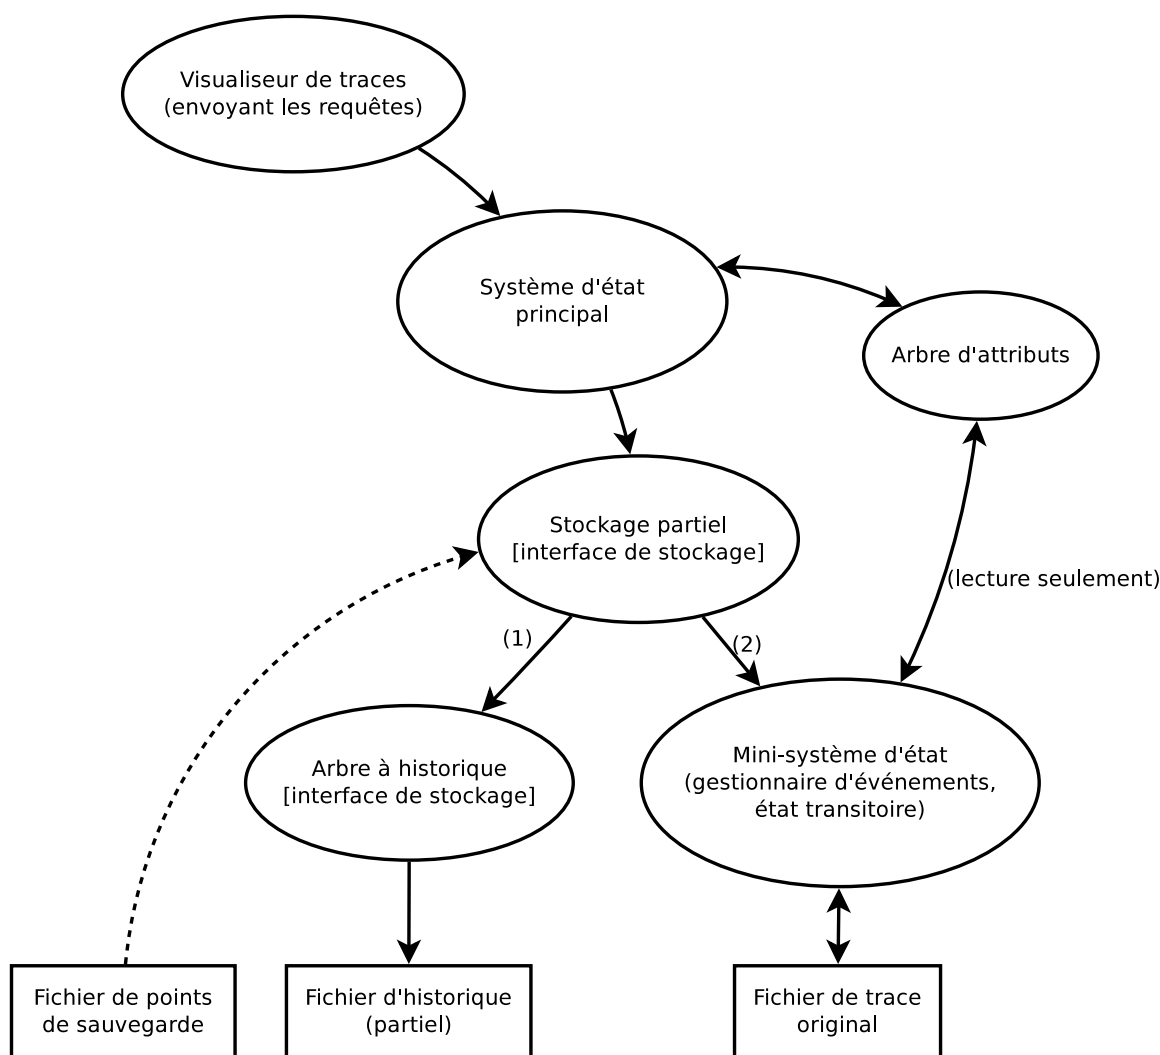 Visualiseur de traces
(envoyant les requêtes)
Système d'état
principal
Arbre d'attributs
Stockage partiel
[interface de stockage]
(lecture seulement)
(1)
(2)
Arbre à historique
[interface de stockage]
Mini-système d'état
(gestionnaire d'événements,
état transitoire)
Fichier de points
de sauvegarde
Fichier d'historique
(partiel)
Fichier de trace
original